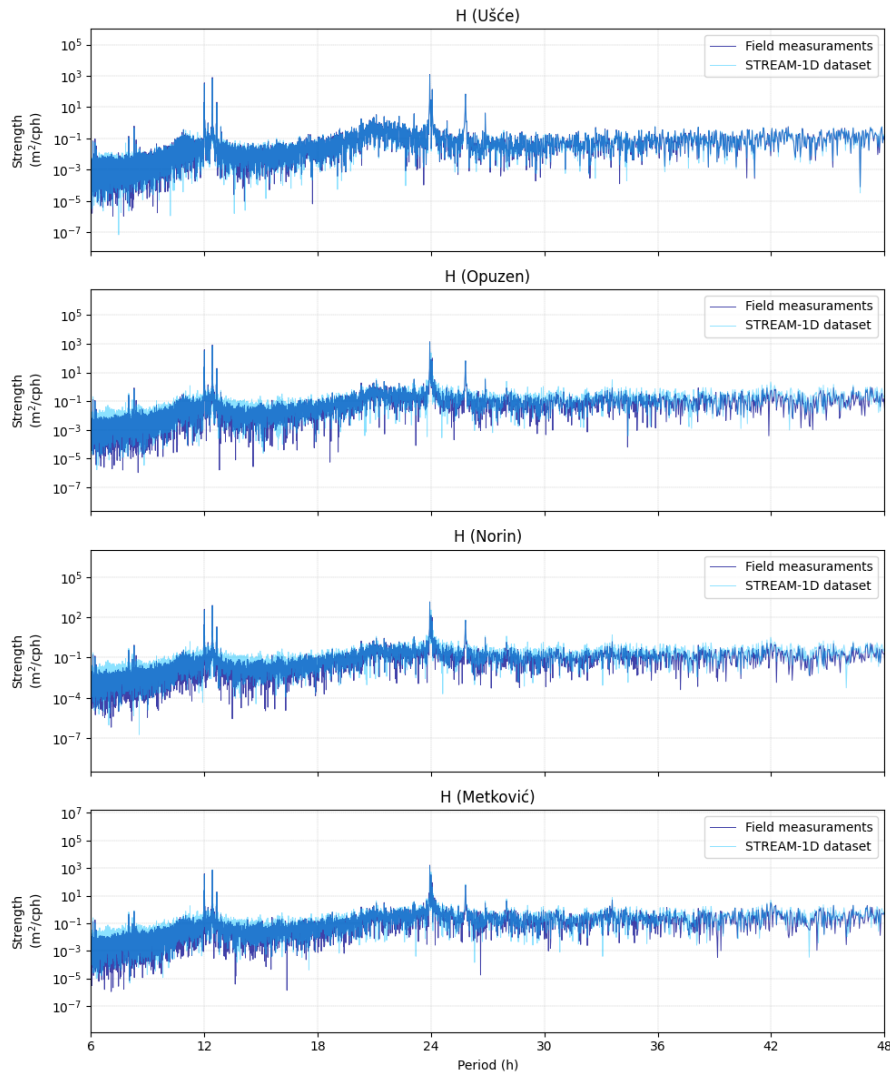 H (Ušće)
Strength
(m²/cph)
10⁵
10³
10¹
10⁻¹
10⁻³
10⁻⁵
10⁻⁷
Field measuraments
STREAM-1D dataset
H (Opuzen)
Strength
(m²/cph)
10⁵
10³
10¹
10⁻¹
10⁻³
10⁻⁵
10⁻⁷
Field measuraments
STREAM-1D dataset
H (Norin)
Strength
(m²/cph)
10⁵
10²
10⁻¹
10⁻⁴
10⁻⁷
Field measuraments
STREAM-1D dataset
H (Metković)
Strength
(m²/cph)
10⁷
10⁵
10³
10¹
10⁻¹
10⁻³
10⁻⁵
10⁻⁷
Field measuraments
STREAM-1D dataset
6 12 18 24 30 36 42 48
Period (h)